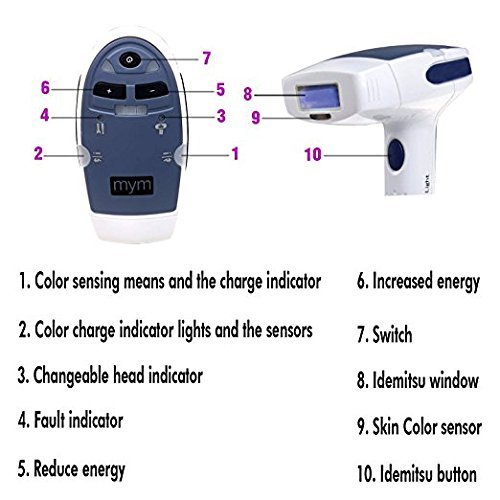 7
6
5
4
3
2
1
mym
8
9
10
Light
1. Color sensing means and the charge indicator
2. Color charge indicator lights and the sensors
3. Changeable head indicator
4. Fault indicator
5. Reduce energy
6. Increased energy
7. Switch
8. Idemitsu window
9. Skin Color sensor
10. Idemitsu button